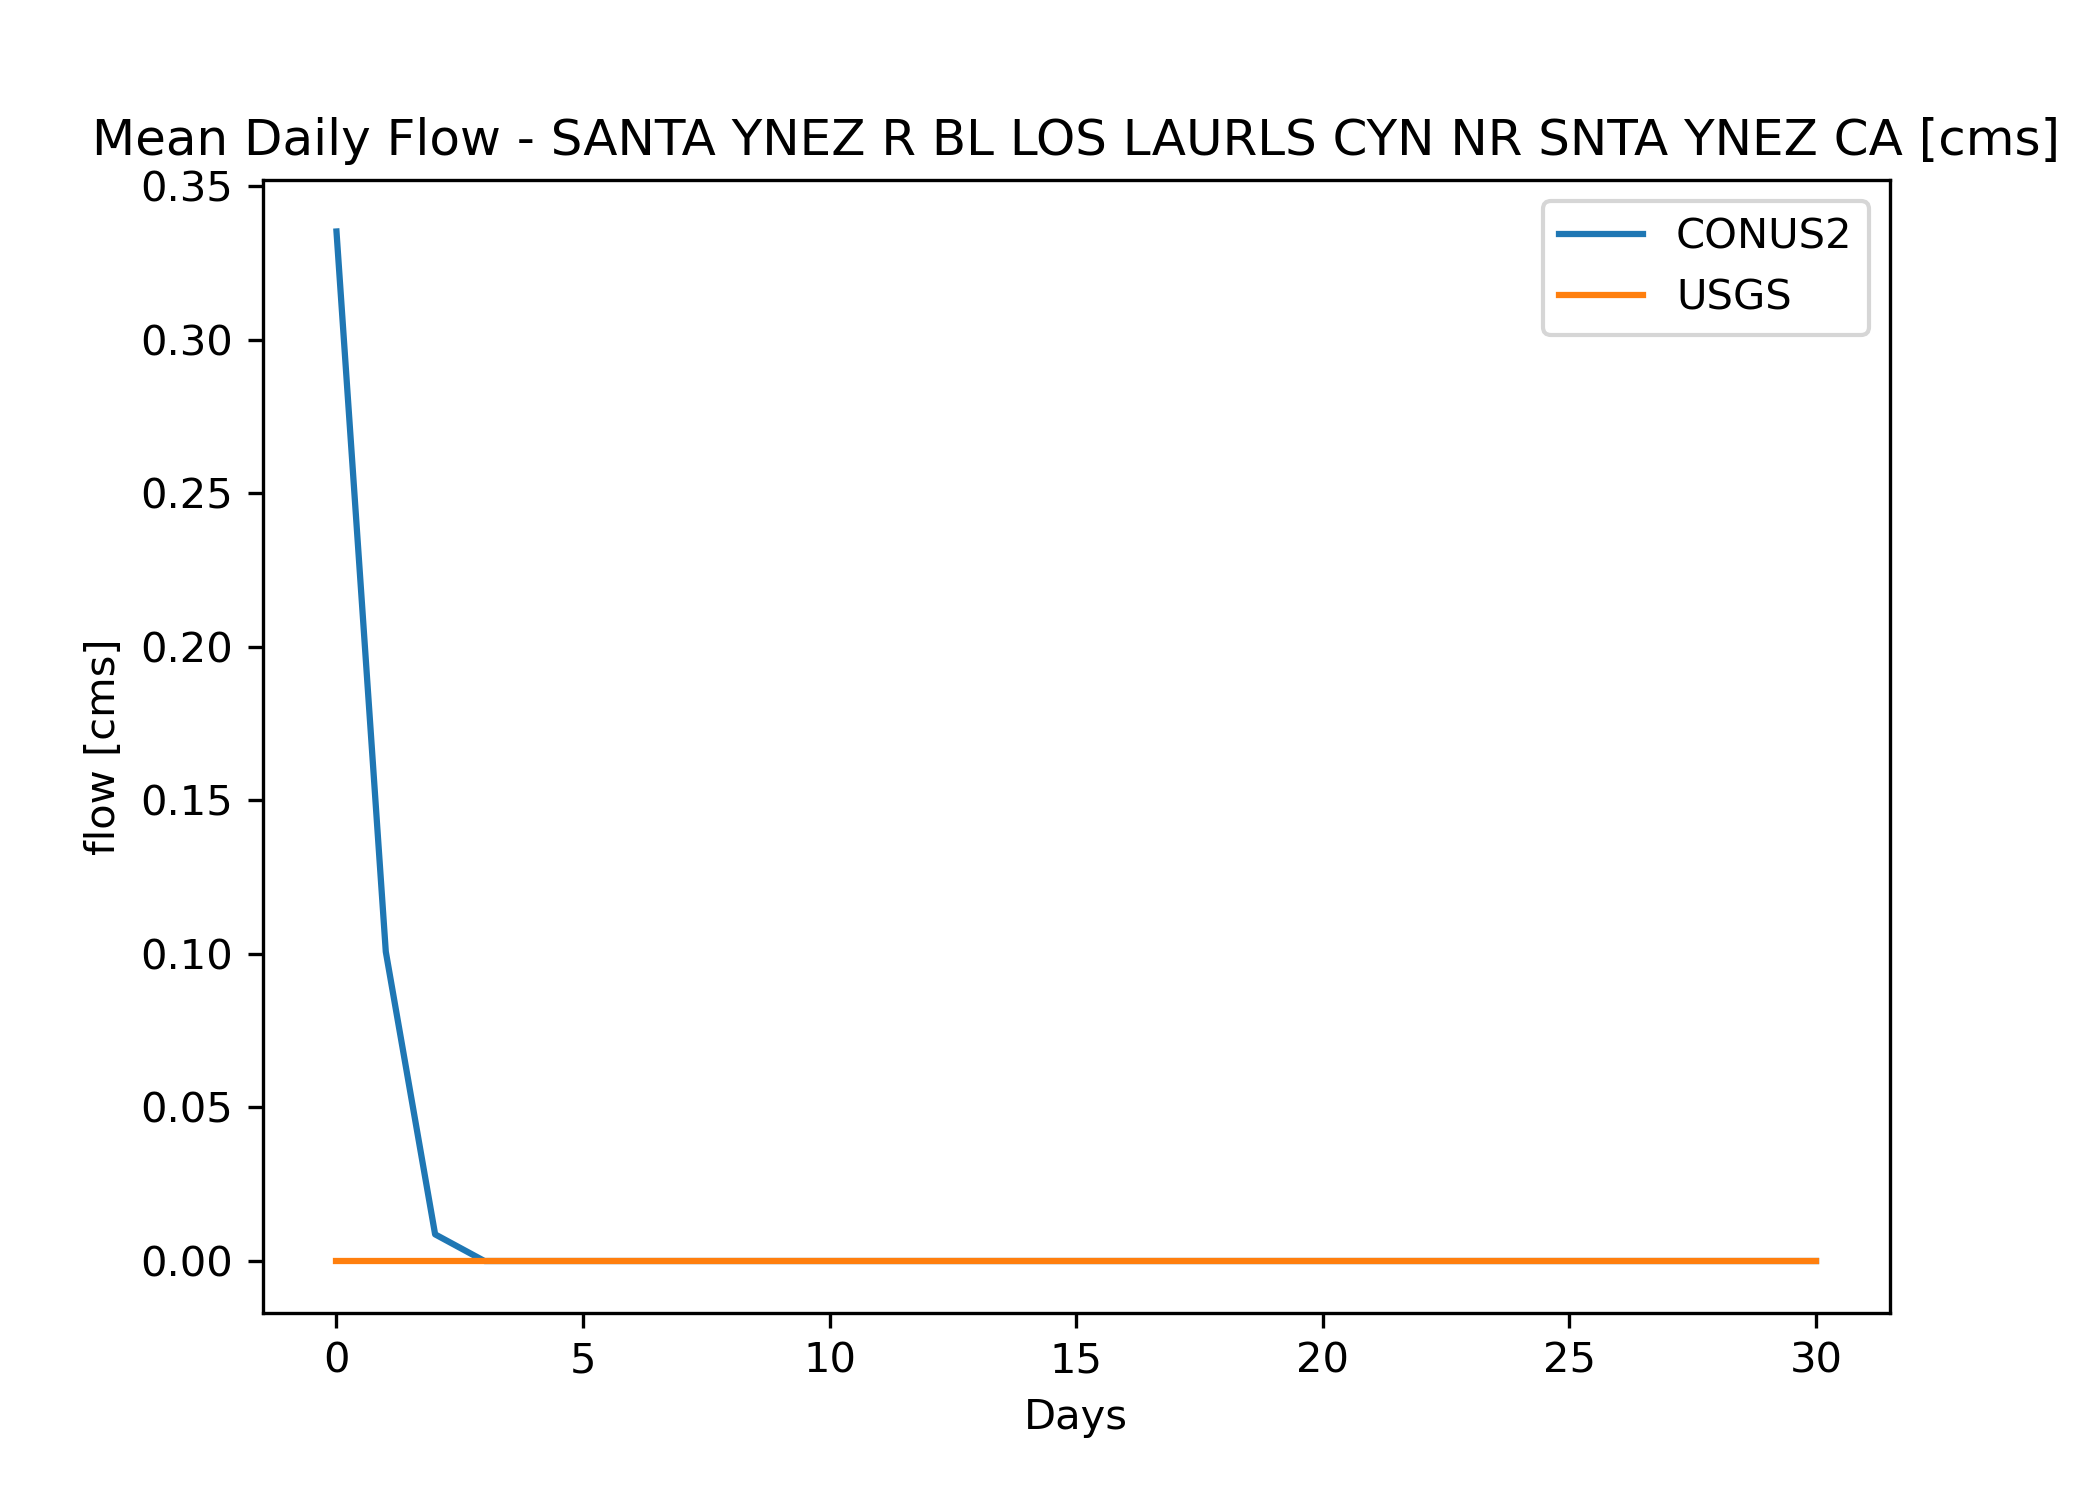 Mean Daily Flow - SANTA YNEZ R BL LOS LAURLS CYN NR SNTA YNEZ CA [cms]
CONUS2
USGS
flow [cms]
0.35
0.30
0.25
0.20
0.15
0.10
0.05
0.00
0 5 10 15 20 25 30
Days